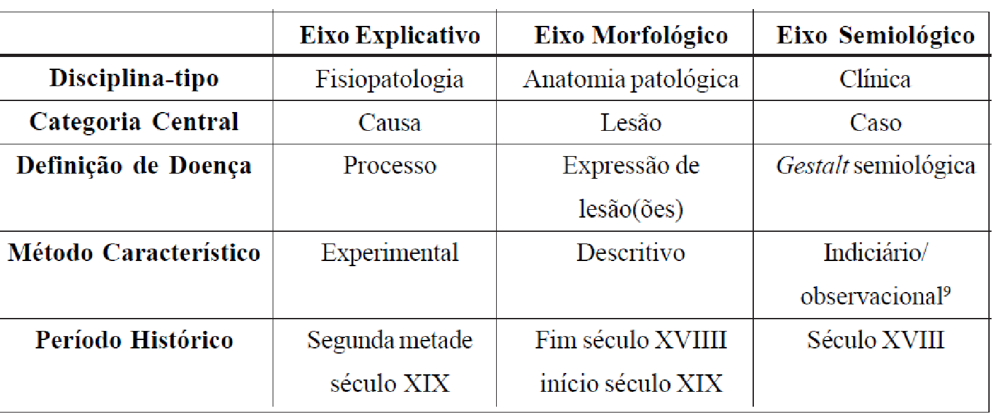 Eixo Explicativo Eixo Morfológico Eixo Semiológico
Disciplina-tipo Fisiopatologia Anatomia patológica Clínica
Categoria Central Causa Lesão Caso
Definição de Doença Processo Expressão de Gestalt semiológica
lesão(ões)
Método Característico Experimental Descritivo Indiciário/
observacional⁹
Período Histórico Segunda metade Fim século XVIIII Século XVIII
século XIX início século XIX